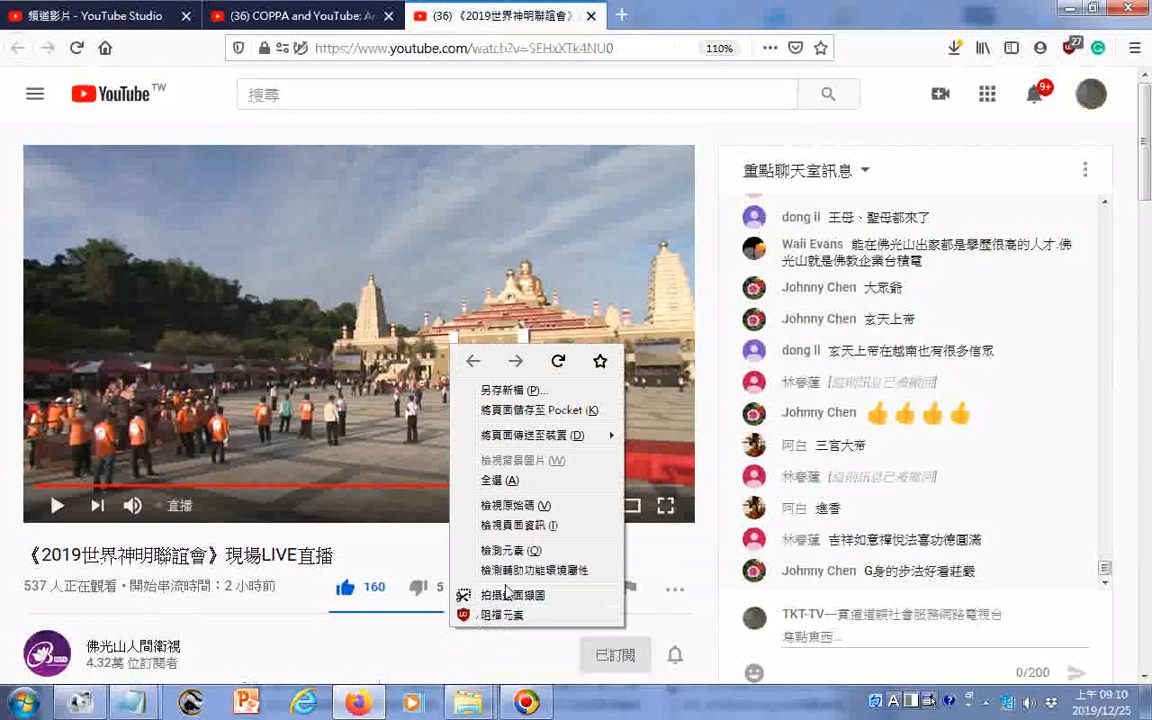 頻道影片 - YouTube Studio
(36) COPPA and YouTube: An
(36) 《2019世界神明聯誼會》
https://www.youtube.com/watch?v=SEHxXTk4NU0
110%
27
YouTube TW
搜尋
9+
重點聊天室訊息
dong ii 王母、聖母都來了
Waii Evans 能在佛光山出家都是學歷很高的人才.佛
光山就是佛教企業台積電
Johnny Chen 大眾爺
Johnny Chen 玄天上帝
dong ii 玄天上帝在越南也有很多信眾
林春蓮 [這則訊息已被撤回]
Johnny Chen 👍👍👍👍
阿白 三官大帝
林春蓮 [這則訊息已被撤回]
阿白 進香
Johnny Chen 吉祥如意禪悅法喜功德圓滿
Johnny Chen G身的步法好看莊嚴
TKT-TV一貫道道親社會服務網路電視台
寫點東西...
0/200
另存新檔 (P)...
將頁面儲存至 Pocket (K)
將頁面傳送至裝置 (D)
檢視背景圖片 (W)
全選 (A)
檢視原始碼 (V)
檢視頁面資訊 (I)
檢測元素 (Q)
檢測輔助功能環境屬性
拍攝畫面擷圖
阻擋元素
直播
《2019世界神明聯誼會》現場LIVE直播
537 人正在觀看 • 開始串流時間：2 小時前
160
5
佛光山人間衛視
4.32萬 位訂閱者
已訂閱
上午 09:10
2019/12/25